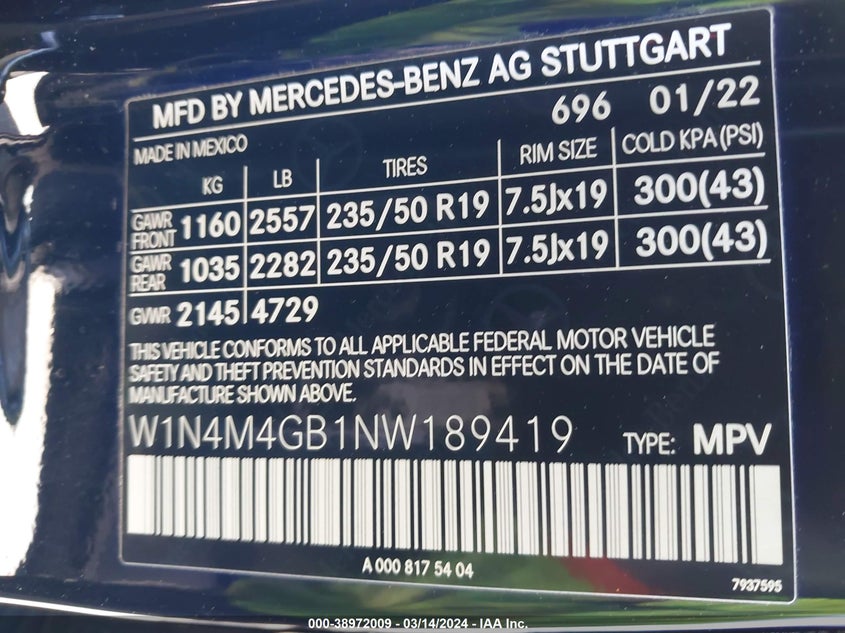 MFD BY MERCEDES-BENZ AG STUTTGART
696 01/22
MADE IN MEXICO
KG LB TIRES RIM SIZE COLD KPA (PSI)
GAWR FRONT 1160 2557 235/50 R19 7.5Jx19 300(43)
GAWR REAR 1035 2282 235/50 R19 7.5Jx19 300(43)
GVWR 2145 4729
THIS VEHICLE CONFORMS TO ALL APPLICABLE FEDERAL MOTOR VEHICLE
SAFETY AND THEFT PREVENTION STANDARDS IN EFFECT ON THE DATE OF
MANUFACTURE SHOWN ABOVE.
W1N4M4GB1NW189419 TYPE: MPV
A 000 817 54 04
7937595
000-38972009 - 03/14/2024 - IAA Inc.